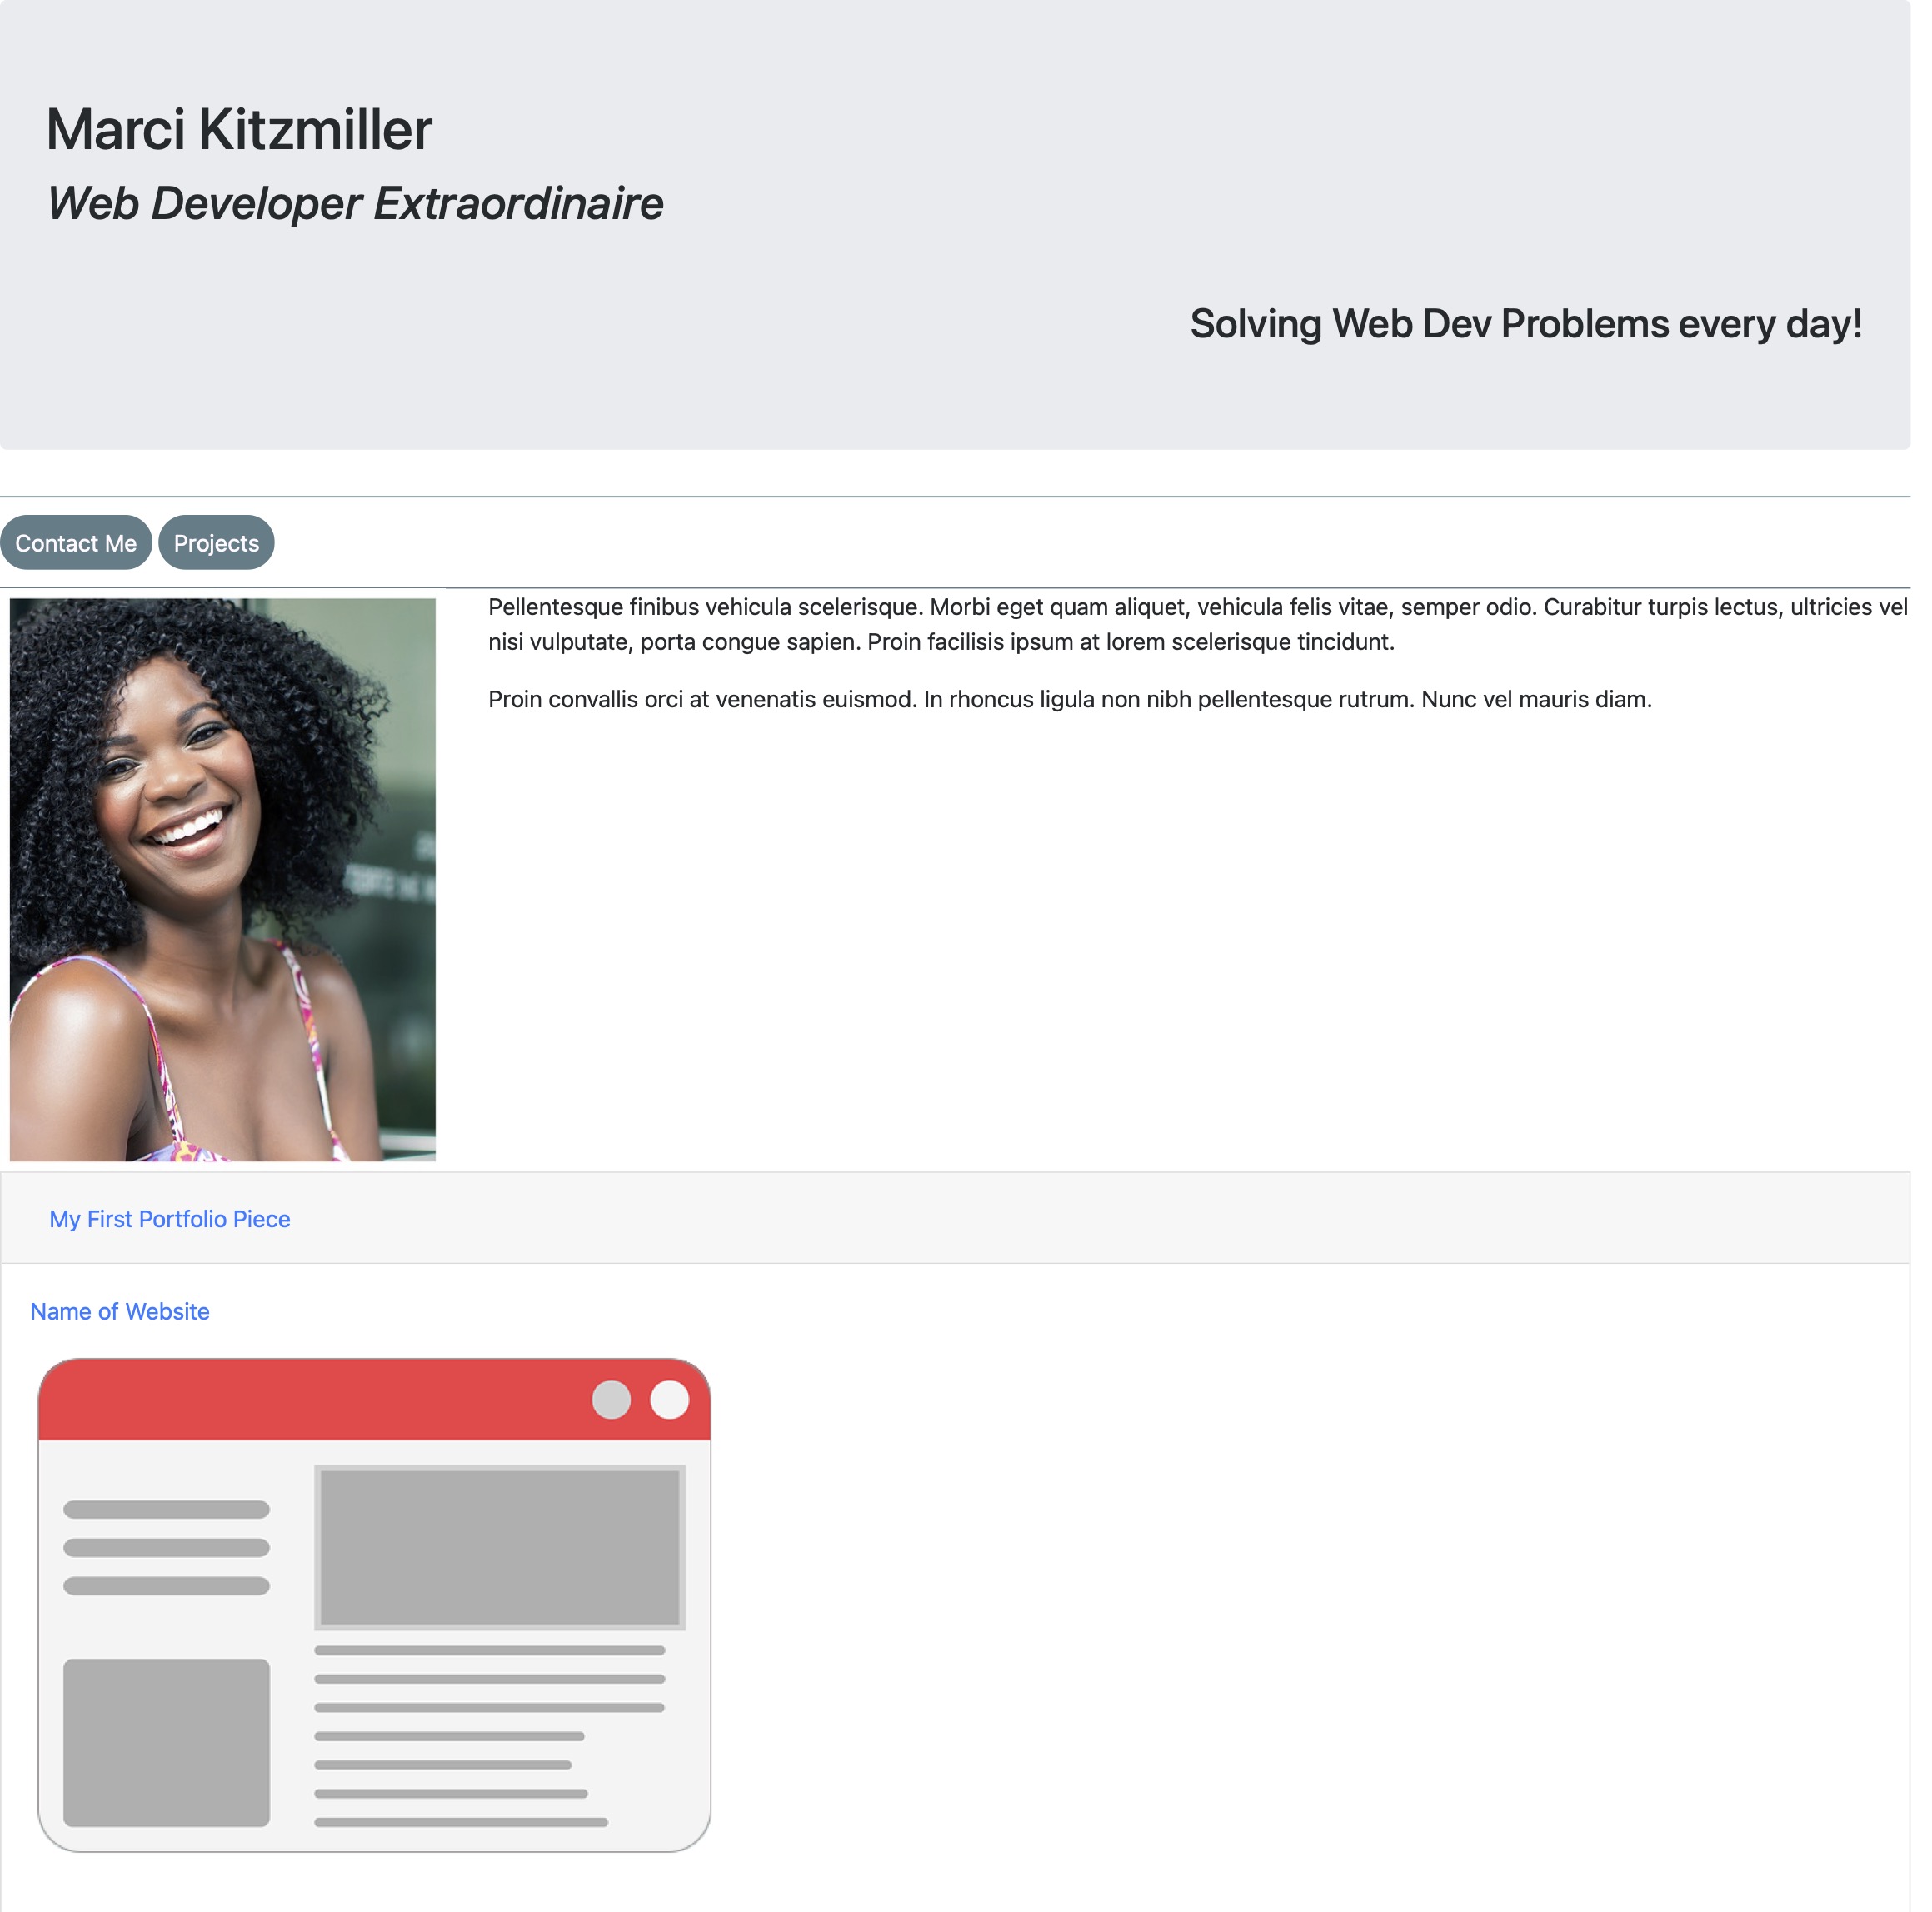 Marci Kitzmiller
Web Developer Extraordinaire
Solving Web Dev Problems every day!
Contact Me Projects
Pellentesque finibus vehicula scelerisque. Morbi eget quam aliquet, vehicula felis vitae, semper odio. Curabitur turpis lectus, ultricies vel
nisi vulputate, porta congue sapien. Proin facilisis ipsum at lorem scelerisque tincidunt.
Proin convallis orci at venenatis euismod. In rhoncus ligula non nibh pellentesque rutrum. Nunc vel mauris diam.
My First Portfolio Piece
Name of Website